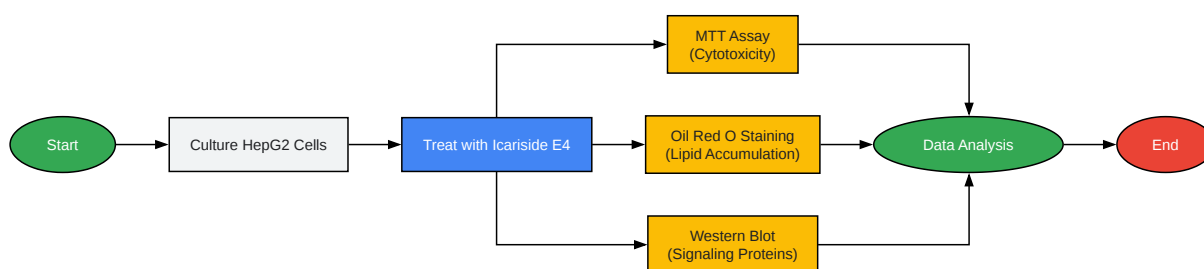 Start
Culture HepG2 Cells
Treat with Icariside E4
MTT Assay
(Cytotoxicity)
Oil Red O Staining
(Lipid Accumulation)
Western Blot
(Signaling Proteins)
Data Analysis
End